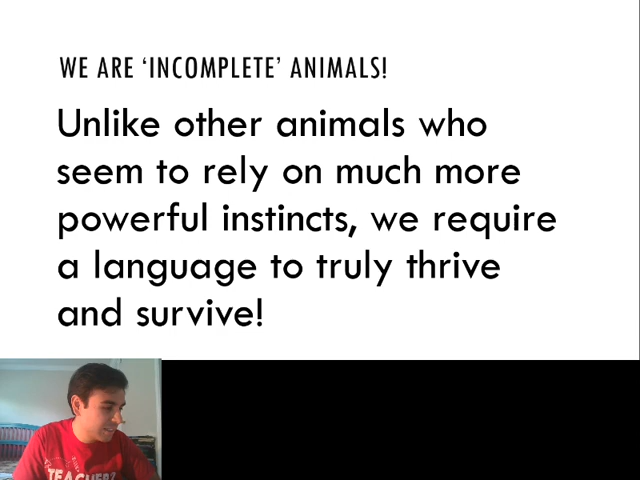 WE ARE ‘INCOMPLETE’ ANIMALS!
Unlike other animals who
seem to rely on much more
powerful instincts, we require
a language to truly thrive
and survive!